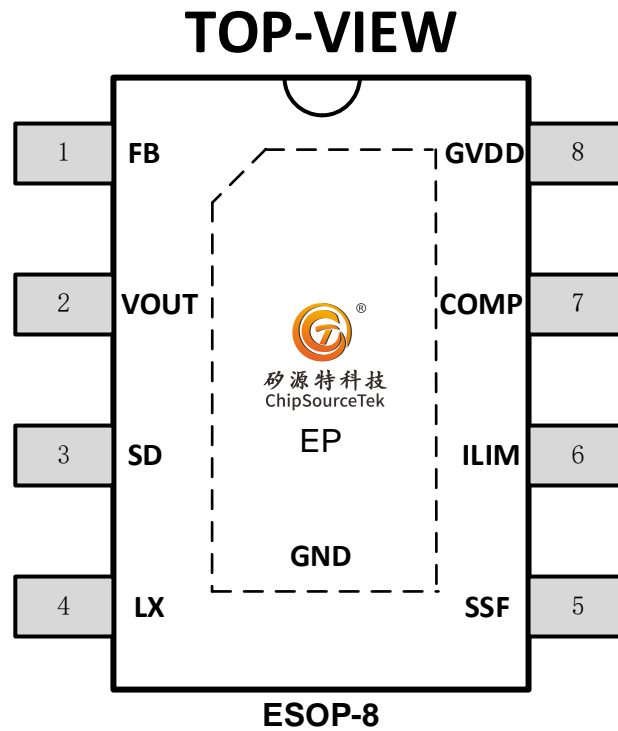 TOP-VIEW
1 FB GVDD 8
2 VOUT COMP 7
®
矽源特科技
ChipSourceTek
EP
3 SD ILIM 6
GND
4 LX SSF 5
ESOP-8